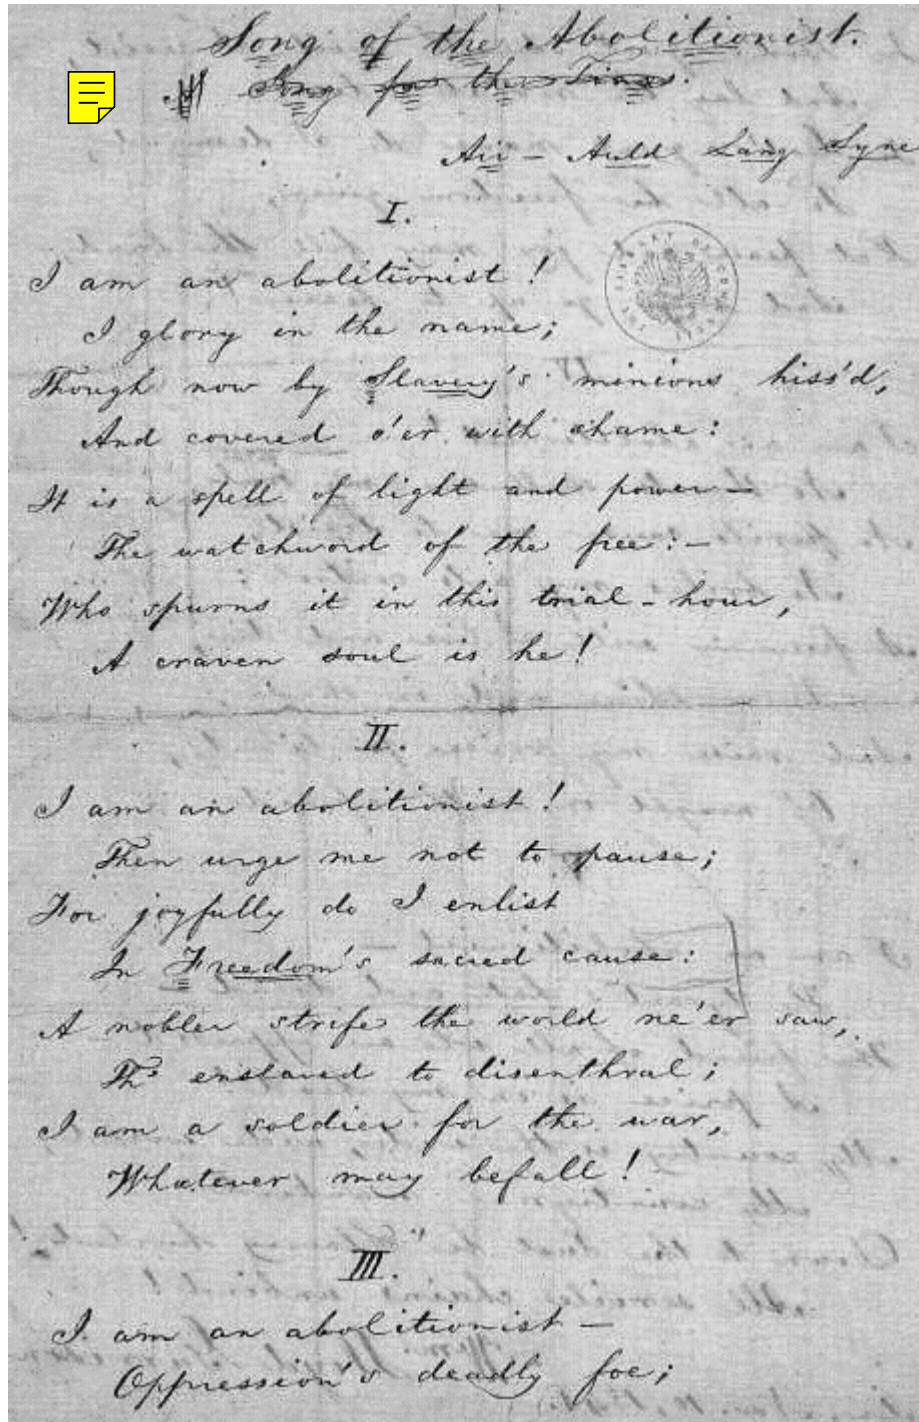 Song of the Abolitionist.
Song for the Times.
Air - Auld Lang Syne
I.
I am an abolitionist!
I glory in the name;
Though now by Slavery's minions hiss'd,
And covered o'er with shame:
It is a spell of light and power—
The watchword of the free:—
Who spurns it in this trial-hour,
A craven soul is he!
II.
I am an abolitionist!
Then urge me not to pause;
For joyfully do I enlist
In Freedom's sacred cause:
A nobler strife the world ne'er saw,
Th' enslaved to disenthral;
I am a soldier for the war,
Whatever may befall!
III.
I am an abolitionist—
Oppression's deadly foe;